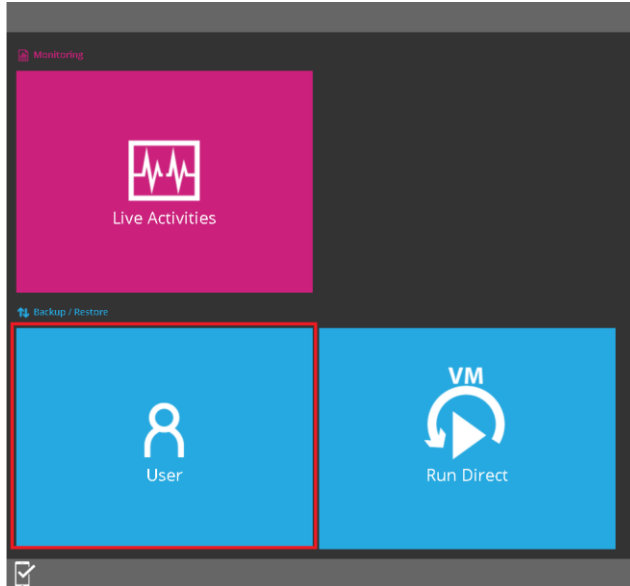 Monitoring
Live Activities
Backup / Restore
User
VM
Run Direct